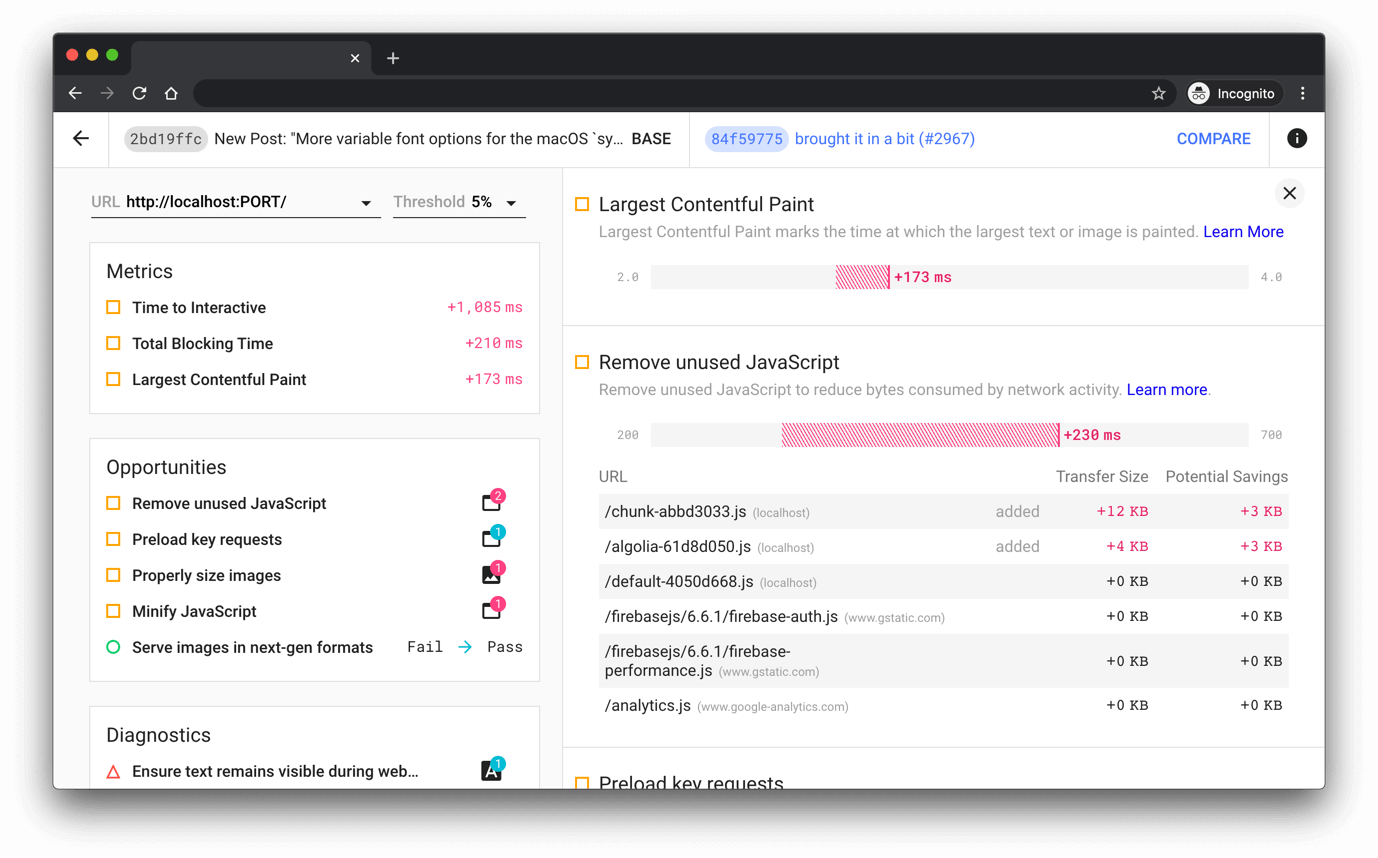 Incognito
2bd19ffc New Post: "More variable font options for the macOS `sy... BASE
84f59775 brought it in a bit (#2967) COMPARE
URL http://localhost:PORT/ Threshold 5%
Metrics
Time to Interactive +1,085 ms
Total Blocking Time +210 ms
Largest Contentful Paint +173 ms
Opportunities
Remove unused JavaScript 2
Preload key requests 1
Properly size images 1
Minify JavaScript 1
Serve images in next-gen formats Fail → Pass
Diagnostics
Ensure text remains visible during web... A 1
Largest Contentful Paint
Largest Contentful Paint marks the time at which the largest text or image is painted. Learn More
2.0 +173 ms 4.0
Remove unused JavaScript
Remove unused JavaScript to reduce bytes consumed by network activity. Learn more.
200 +230 ms 700
URL Transfer Size Potential Savings
/chunk-abbd3033.js (localhost) added +12 KB +3 KB
/algolia-61d8d050.js (localhost) added +4 KB +3 KB
/default-4050d668.js (localhost) +0 KB +0 KB
/firebasejs/6.6.1/firebase-auth.js (www.gstatic.com) +0 KB +0 KB
/firebasejs/6.6.1/firebase-
performance.js (www.gstatic.com) +0 KB +0 KB
/analytics.js (www.google-analytics.com) +0 KB +0 KB
Preload key requests